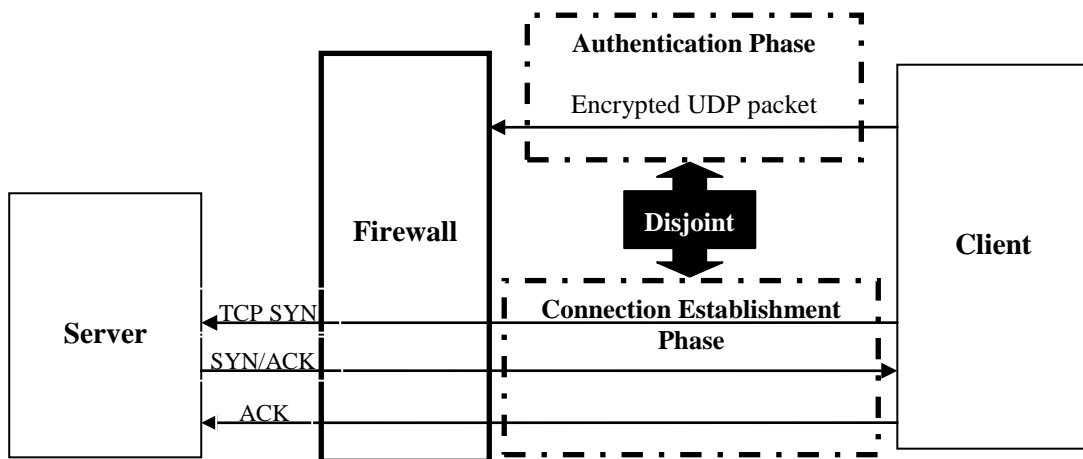 Authentication Phase
Encrypted UDP packet
Firewall
Disjoint
Client
Server
TCP SYN
Connection Establishment
Phase
SYN/ACK
ACK